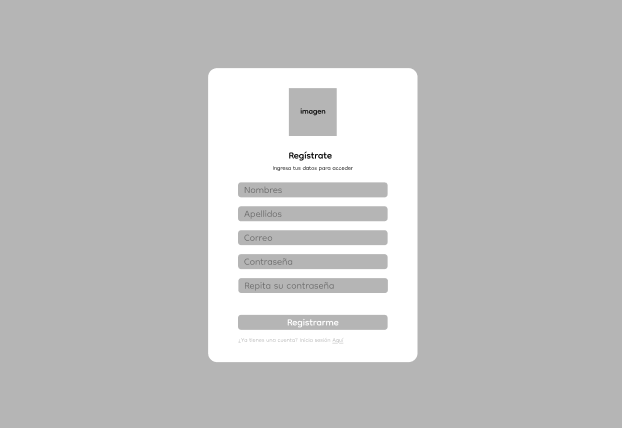 imagen
Regístrate
Ingresa tus datos para acceder
Nombres
Apellidos
Correo
Contraseña
Repita su contraseña
Registrarme
¿Ya tienes una cuenta? Inicia sesión Aquí